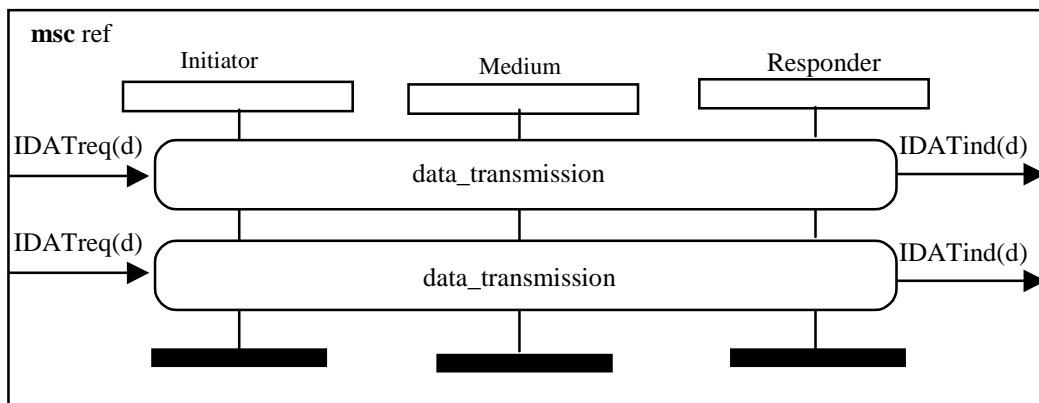 msc ref
Initiator
Medium
Responder
IDATreq(d)
data_transmission
IDATind(d)
IDATreq(d)
data_transmission
IDATind(d)